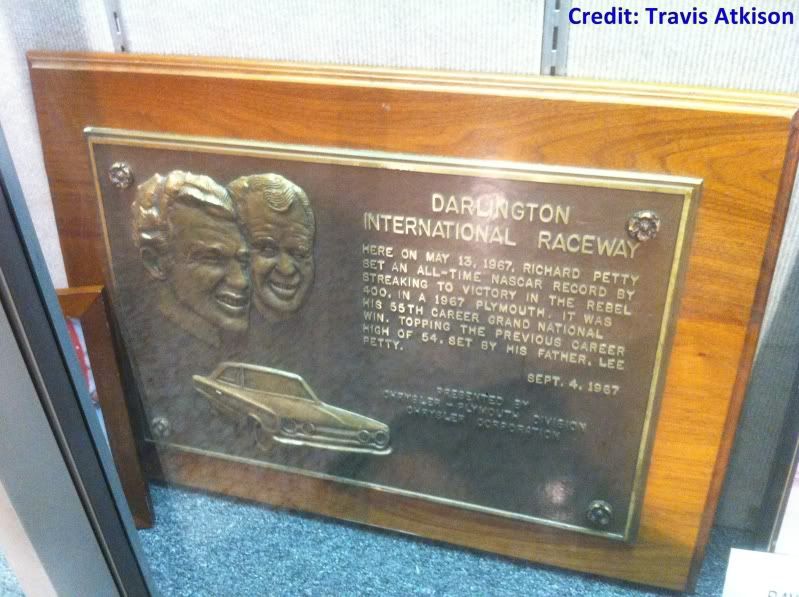 Credit: Travis Atkison
DARLINGTON
INTERNATIONAL RACEWAY
HERE ON MAY 13, 1967, RICHARD PETTY
SET AN ALL-TIME NASCAR RECORD BY
STREAKING TO VICTORY IN THE REBEL
400, IN A 1967 PLYMOUTH. IT WAS
HIS 55TH CAREER GRAND NATIONAL
WIN, TOPPING THE PREVIOUS CAREER
HIGH OF 54, SET BY HIS FATHER, LEE
PETTY.
SEPT. 4, 1967
PRESENTED BY
CHRYSLER - PLYMOUTH DIVISION
CHRYSLER CORPORATION